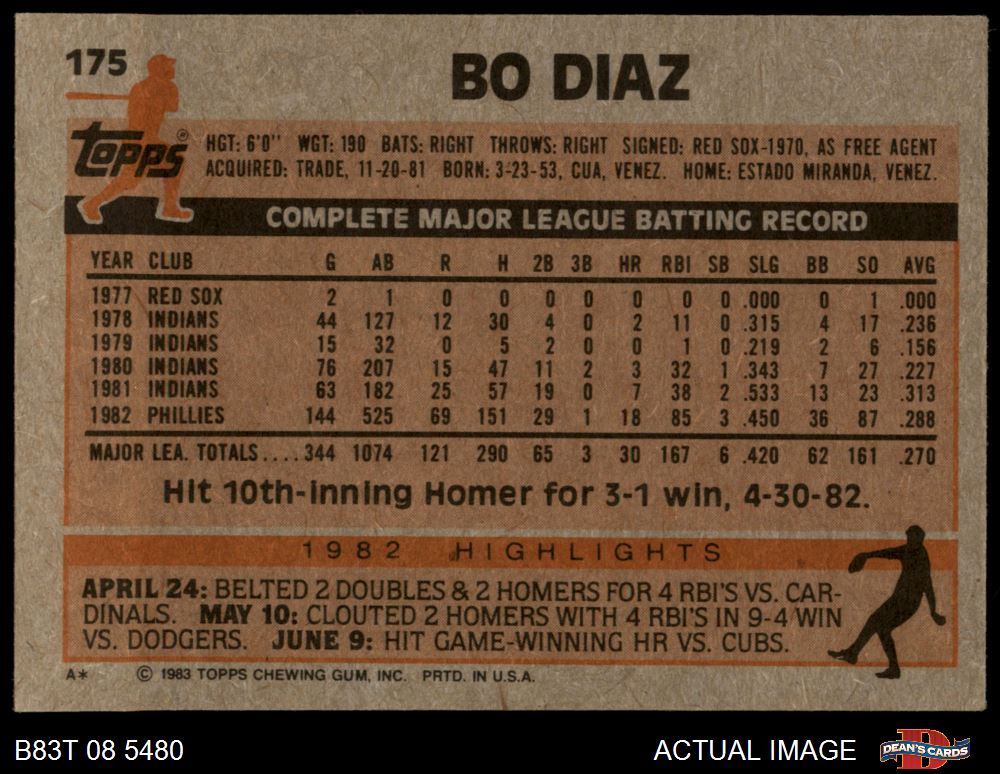 175
BO DIAZ
topps®
HGT: 6'0" WGT: 190 BATS: RIGHT THROWS: RIGHT SIGNED: RED SOX-1970, AS FREE AGENT
ACQUIRED: TRADE, 11-20-81 BORN: 3-23-53, CUA, VENEZ. HOME: ESTADO MIRANDA, VENEZ.
COMPLETE MAJOR LEAGUE BATTING RECORD
YEAR CLUB G AB R H 2B 3B HR RBI SB SLG BB SO AVG
1977 RED SOX 2 1 0 0 0 0 0 0 0 .000 0 1 .000
1978 INDIANS 44 127 12 30 4 0 2 11 0 .315 4 17 .236
1979 INDIANS 15 32 0 5 2 0 0 1 0 .219 2 6 .156
1980 INDIANS 76 207 15 47 11 2 3 32 1 .343 7 27 .227
1981 INDIANS 63 182 25 57 19 0 7 38 2 .533 13 23 .313
1982 PHILLIES 144 525 69 151 29 1 18 85 3 .450 36 87 .288
MAJOR LEA. TOTALS.... 344 1074 121 290 65 3 30 167 6 .420 62 161 .270
Hit 10th-inning Homer for 3-1 win, 4-30-82.
1982 HIGHLIGHTS
APRIL 24: BELTED 2 DOUBLES & 2 HOMERS FOR 4 RBI'S VS. CAR-
DINALS. MAY 10: CLOUTED 2 HOMERS WITH 4 RBI'S IN 9-4 WIN
VS. DODGERS. JUNE 9: HIT GAME-WINNING HR VS. CUBS.
A* © 1983 TOPPS CHEWING GUM, INC. PRTD. IN U.S.A.
B83T 08 5480 ACTUAL IMAGE DEAN'S CARDS